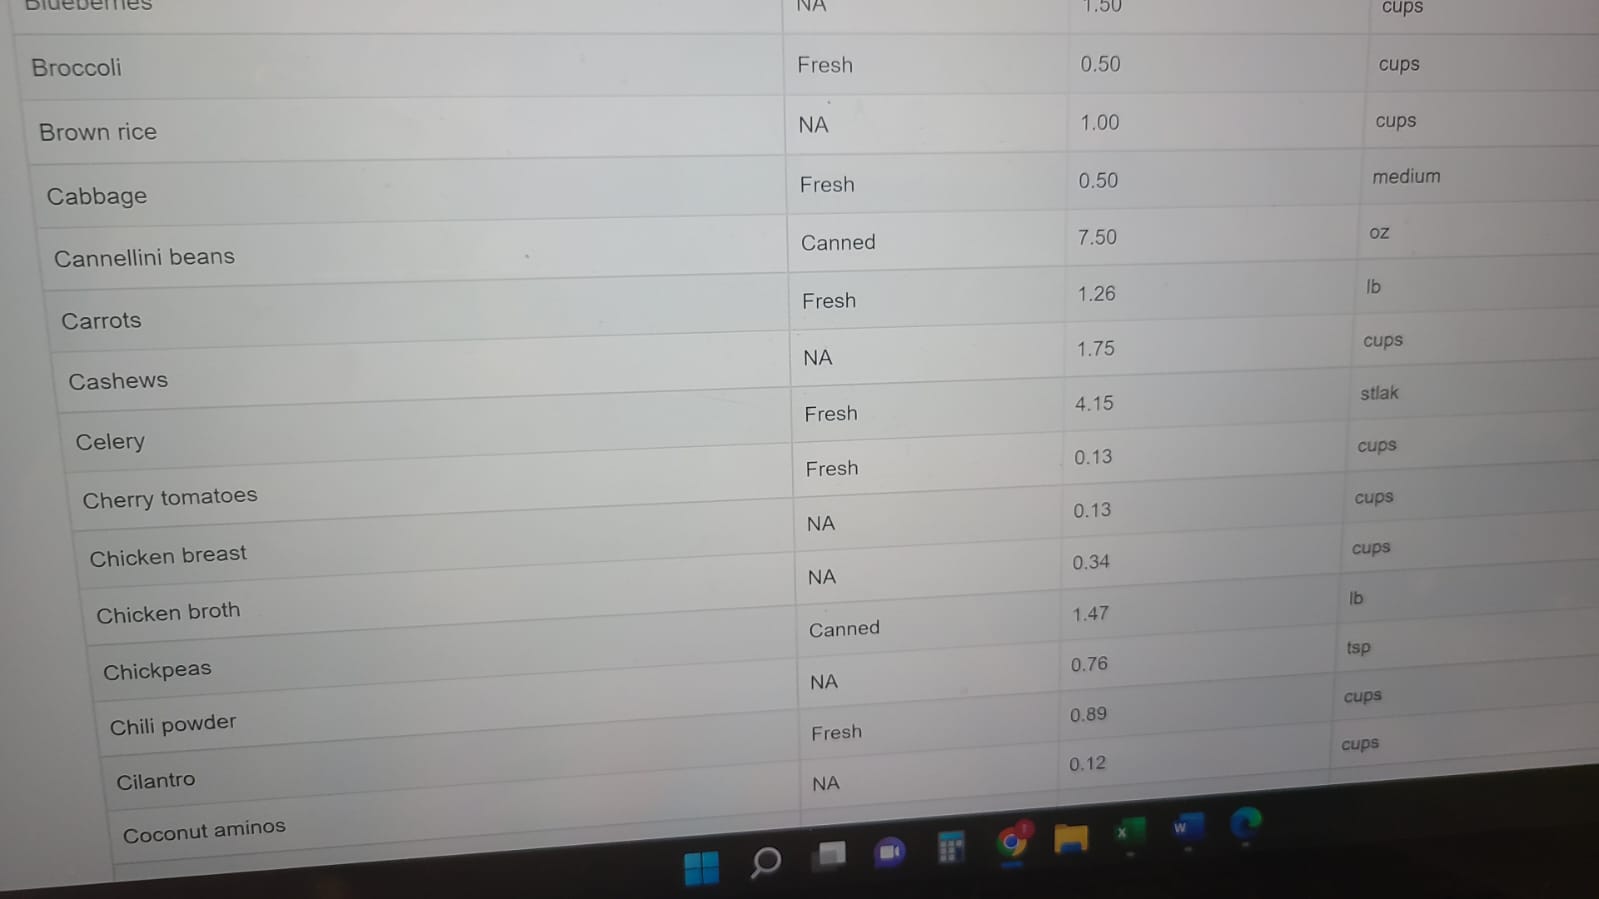 Blueberries NA 1.50 cups
Broccoli Fresh 0.50 cups
Brown rice NA 1.00 cups
Cabbage Fresh 0.50 medium
Cannellini beans Canned 7.50 oz
Carrots Fresh 1.26 lb
Cashews NA 1.75 cups
Celery Fresh 4.15 stlak
Cherry tomatoes Fresh 0.13 cups
Chicken breast NA 0.13 cups
Chicken broth NA 0.34 cups
Chickpeas Canned 1.47 lb
Chili powder NA 0.76 tsp
Cilantro Fresh 0.89 cups
Coconut aminos NA 0.12 cups